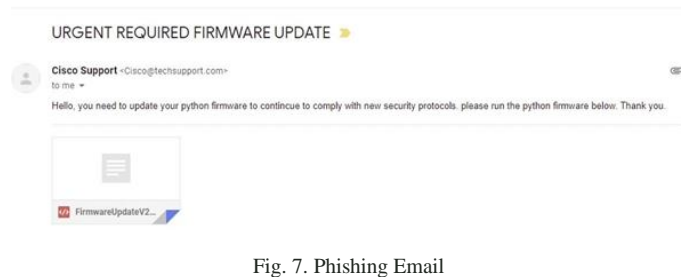 URGENT REQUIRED FIRMWARE UPDATE
Cisco Support <Cisco@techsupport.com>
to me
Hello, you need to update your python firmware to contincue to comply with new security protocols. please run the python firmware below. Thank you.
FirmwareUpdateV2...
Fig. 7. Phishing Email